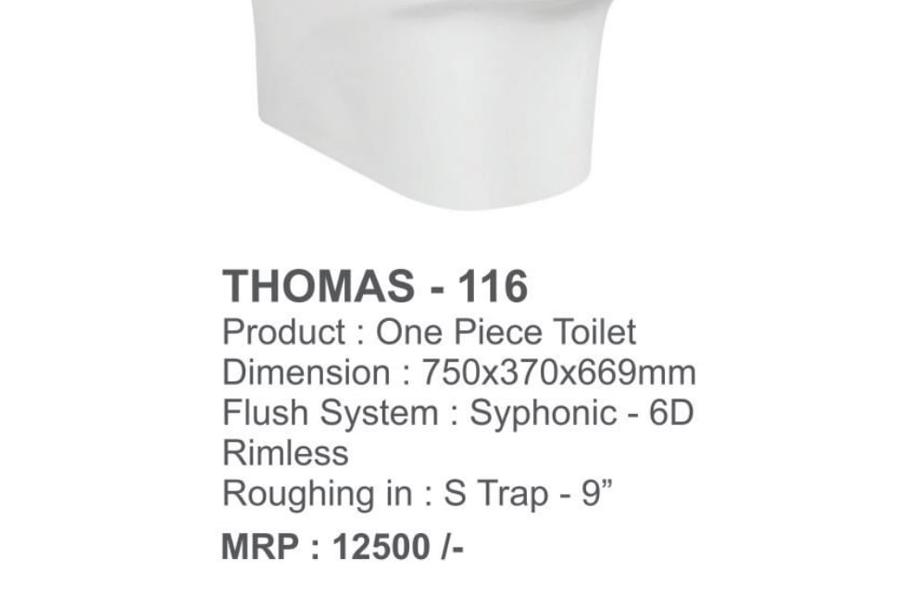 THOMAS - 116
Product : One Piece Toilet
Dimension : 750x370x669mm
Flush System : Syphonic - 6D
Rimless
Roughing in : S Trap - 9”
MRP : 12500 /-